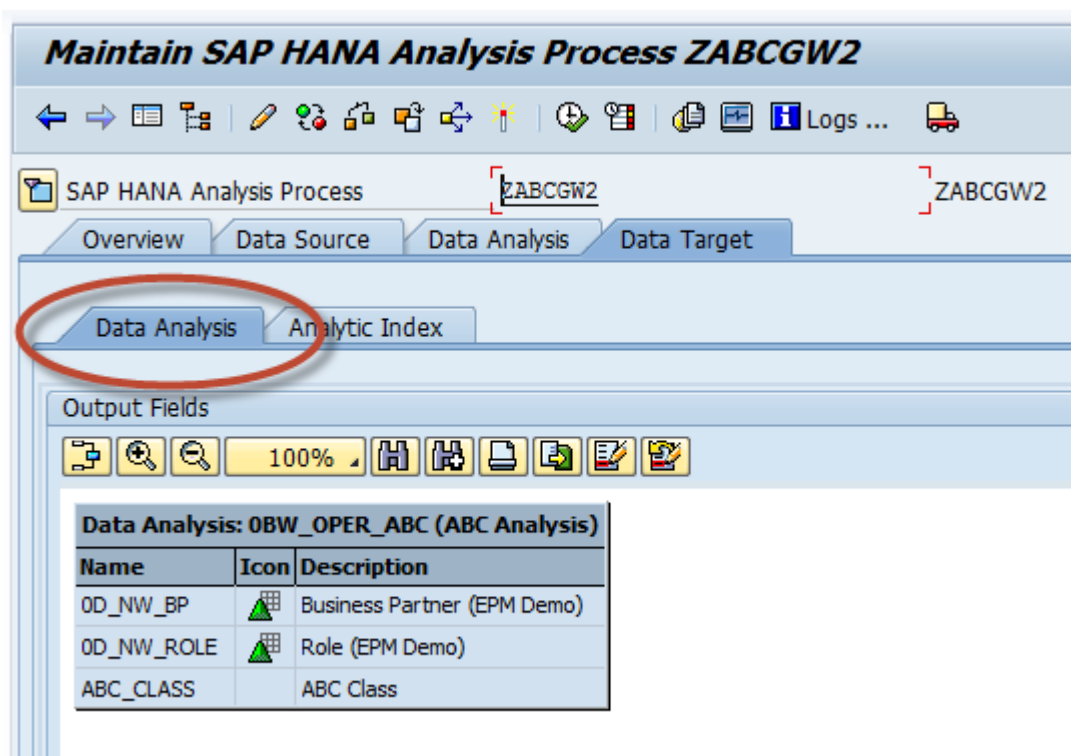 Maintain SAP HANA Analysis Process ZABCGW2
Logs ...
SAP HANA Analysis Process ZABCGW2 ZABCGW2
Overview Data Source Data Analysis Data Target
Data Analysis Analytic Index
Output Fields
100%
Data Analysis: 0BW_OPER_ABC (ABC Analysis)
Name Icon Description
0D_NW_BP Business Partner (EPM Demo)
0D_NW_ROLE Role (EPM Demo)
ABC_CLASS ABC Class